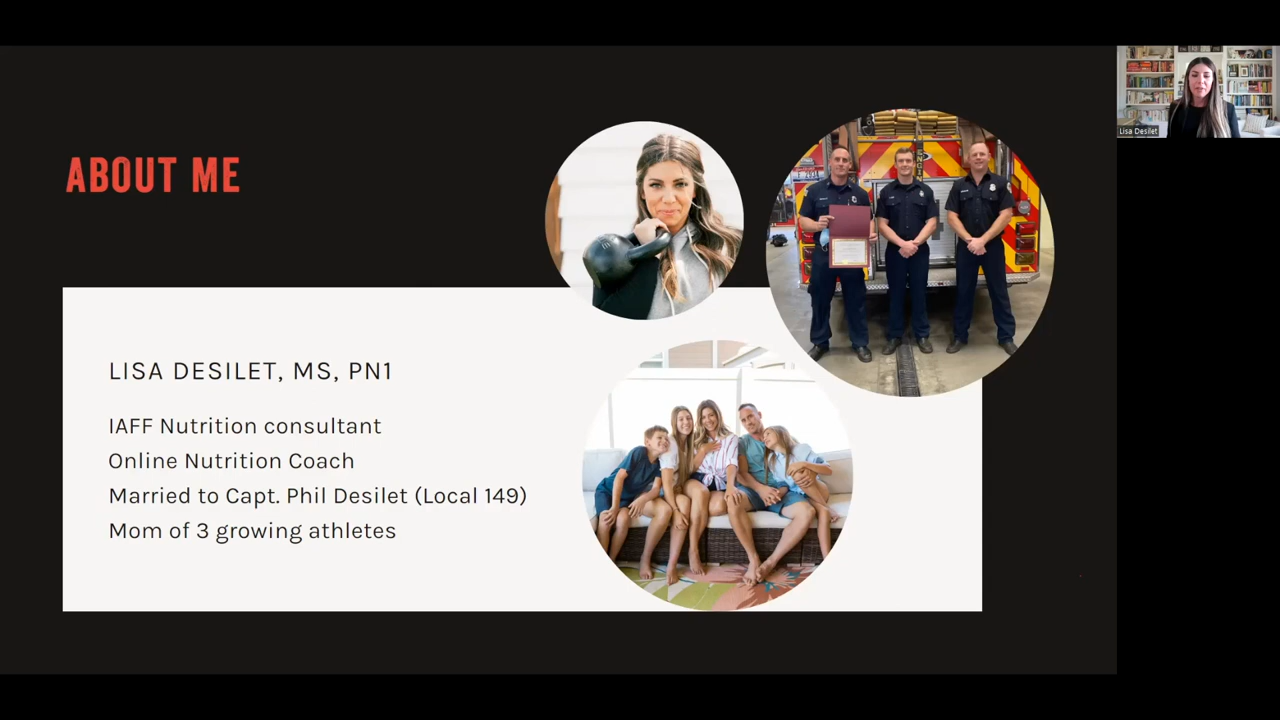 ABOUT ME
LISA DESILET, MS, PN1
IAFF Nutrition consultant
Online Nutrition Coach
Married to Capt. Phil Desilet (Local 149)
Mom of 3 growing athletes
Lisa Desilet